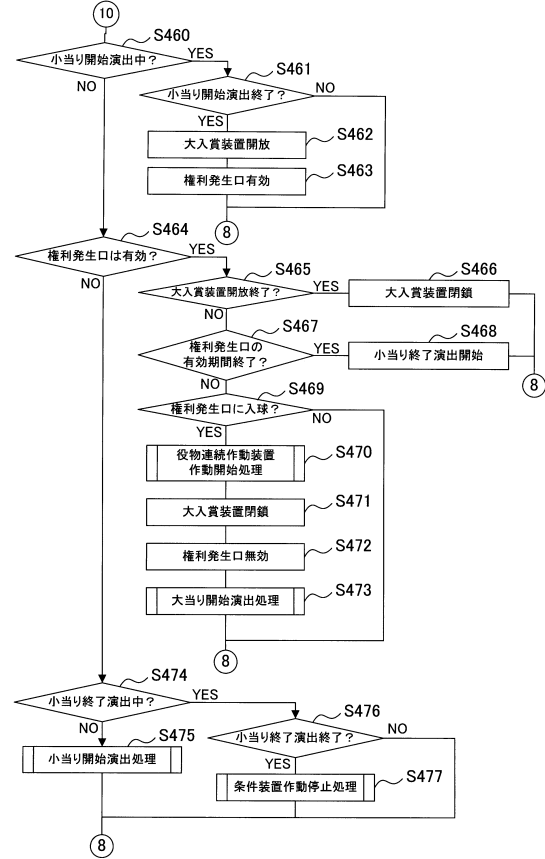 10
S460
小当り開始演出中？
YES
NO
S461
小当り開始演出終了？
NO
YES
S462
大入賞装置開放
S463
権利発生口有効
8
S464
権利発生口は有効？
YES
NO
S465
大入賞装置開放終了？
YES
NO
S466
大入賞装置閉鎖
S467
権利発生口の
有効期間終了？
YES
NO
S468
小当り終了演出開始
8
S469
権利発生口に入球？
NO
YES
S470
役物連続作動装置
作動開始処理
S471
大入賞装置閉鎖
S472
権利発生口無効
S473
大当り開始演出処理
8
S474
小当り終了演出中？
YES
NO
S475
小当り開始演出処理
S476
小当り終了演出終了？
NO
YES
S477
条件装置作動停止処理
8